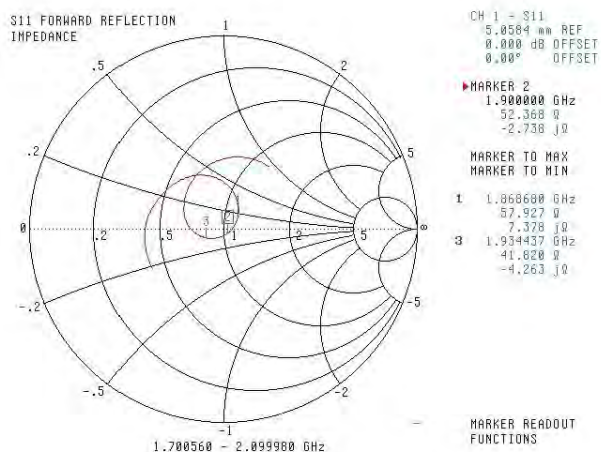 S11 FORWARD REFLECTION
IMPEDANCE
CH 1 - S11
5.0584 mm REF
0.000 dB OFFSET
0.00° OFFSET
MARKER 2
1.900000 GHz
52.368 Ω
-2.738 jΩ
MARKER TO MAX
MARKER TO MIN
1 1.868680 GHz
57.927 Ω
7.378 jΩ
3 1.934437 GHz
41.820 Ω
-4.263 jΩ
MARKER READOUT
FUNCTIONS
1
.5
2
.2
5
3
2
0
.2
.5
1
2
5
∞
-.2
-5
-.5
-2
-1
1.700560 - 2.099980 GHz